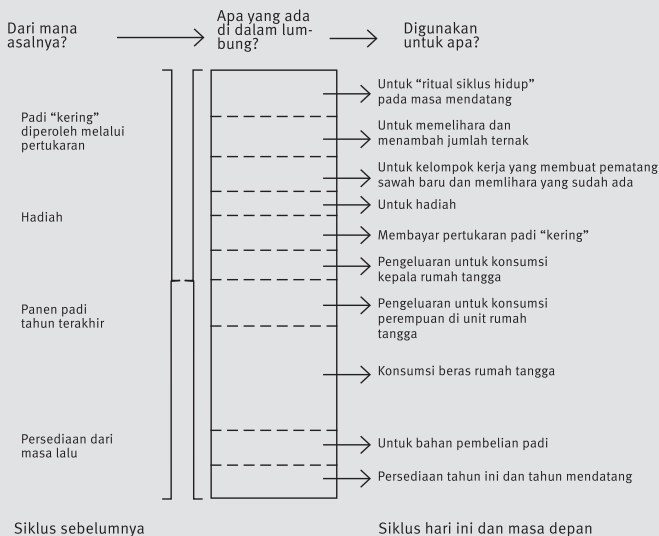 Dari mana
asalnya?
Apa yang ada
di dalam lum-
bung?
Digunakan
untuk apa?
Padi “kering”
diperoleh melalui
pertukaran
Hadiah
Panen padi
tahun terakhir
Persediaan dari
masa lalu
Untuk “ritual siklus hidup”
pada masa mendatang
Untuk memelihara dan
menambah jumlah ternak
Untuk kelompok kerja yang membuat pematang
sawah baru dan memlihara yang sudah ada
Untuk hadiah
Membayar pertukaran padi “kering”
Pengeluaran untuk konsumsi
kepala rumah tangga
Pengeluaran untuk konsumsi
perempuan di unit rumah
tangga
Konsumsi beras rumah tangga
Untuk bahan pembelian padi
Persediaan tahun ini dan tahun mendatang
Siklus sebelumnya
Siklus hari ini dan masa depan